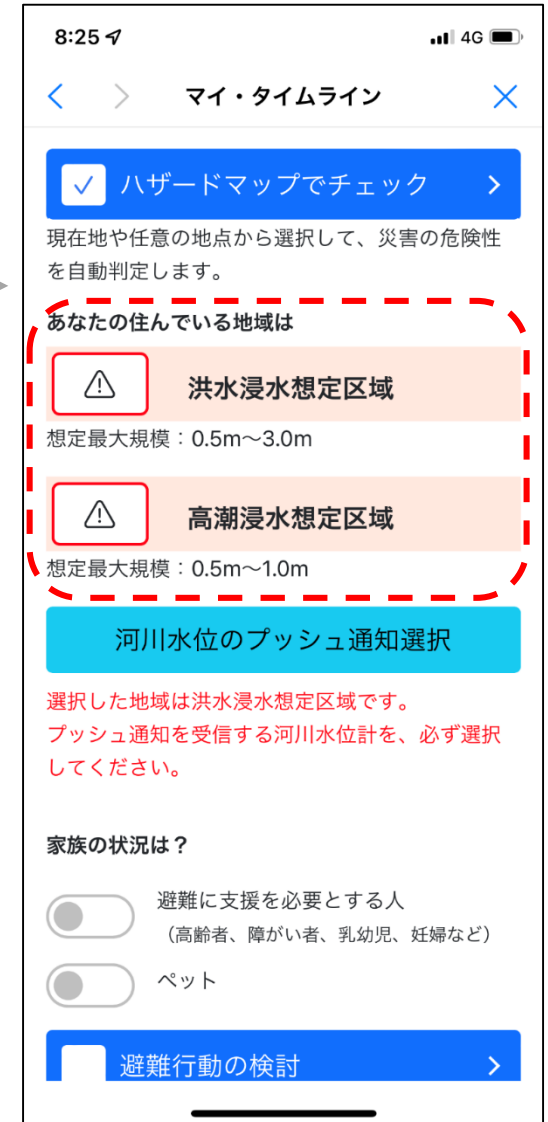 8:25 4G
マイ・タイムライン
ハザードマップでチェック
現在地や任意の地点から選択して、災害の危険性
を自動判定します。
あなたの住んでいる地域は
洪水浸水想定区域
想定最大規模：0.5m～3.0m
高潮浸水想定区域
想定最大規模：0.5m～1.0m
河川水位のプッシュ通知選択
選択した地域は洪水浸水想定区域です。
プッシュ通知を受信する河川水位計を、必ず選択
してください。
家族の状況は？
避難に支援を必要とする人
（高齢者、障がい者、乳幼児、妊婦など）
ペット
避難行動の検討